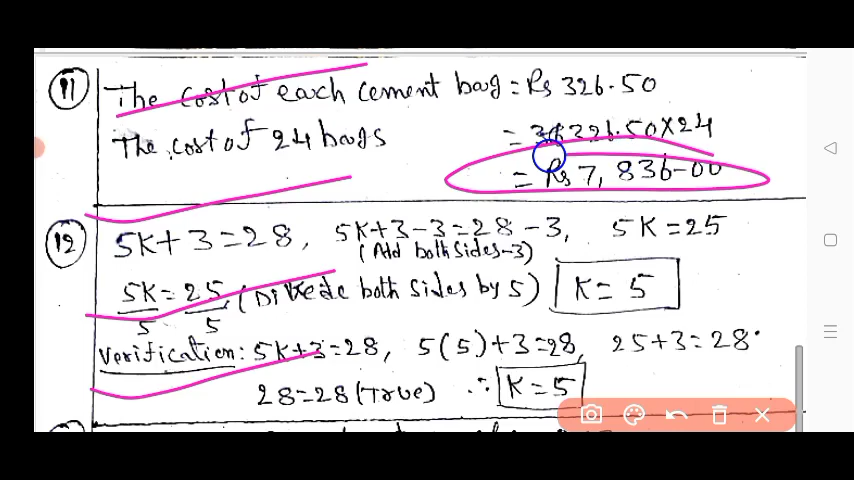 11 The cost of each cement bag = Rs 326.50
The cost of 24 bags = 326.50×24
= Rs 7, 836-00
12 5K+3=28, 5K+3-3=28-3, 5K=25
(Add both sides-3)
5K/5 = 25/5, (Divide both sides by 5) K= 5
Verification: 5K+3=28, 5(5)+3=28, 25+3=28.
28=28 (True) ∴ K=5